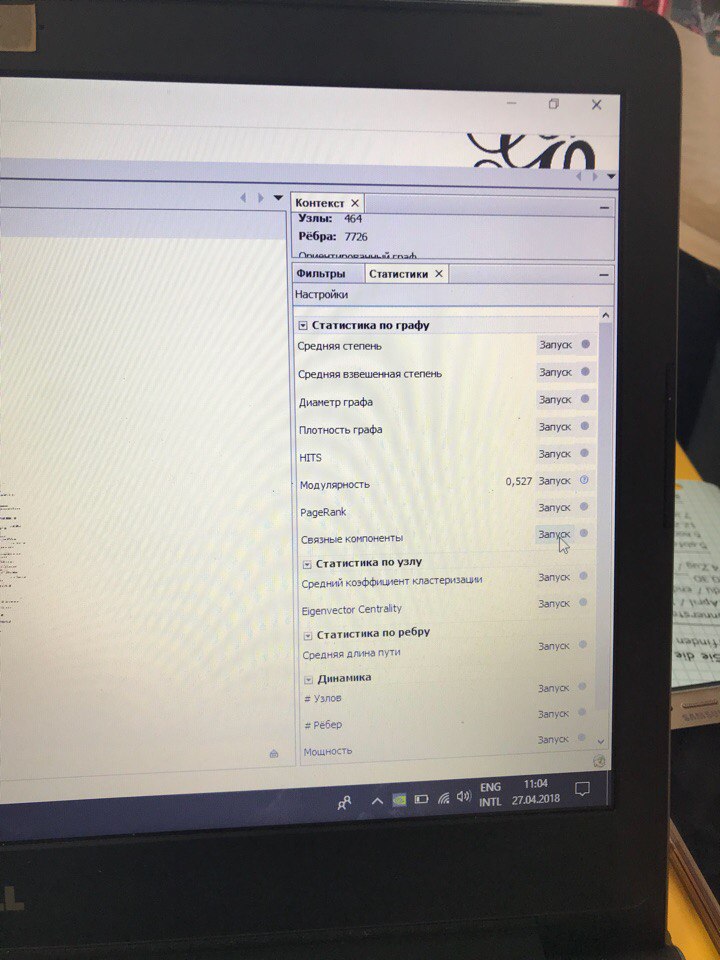 Контекст
Узлы: 464
Рёбра: 7726
Ориентированный граф
Фильтры Статистики
Настройки
Статистика по графу
Средняя степень Запуск
Средняя взвешенная степень Запуск
Диаметр графа Запуск
Плотность графа Запуск
HITS Запуск
Модулярность 0,527 Запуск
PageRank Запуск
Связные компоненты Запуск
Статистика по узлу
Средний коэффициент кластеризации Запуск
Eigenvector Centrality Запуск
Статистика по ребру
Средняя длина пути Запуск
Динамика
# Узлов Запуск
# Рёбер Запуск
Мощность Запуск
ENG 11:04
INTL 27.04.2018
SAMSUNG